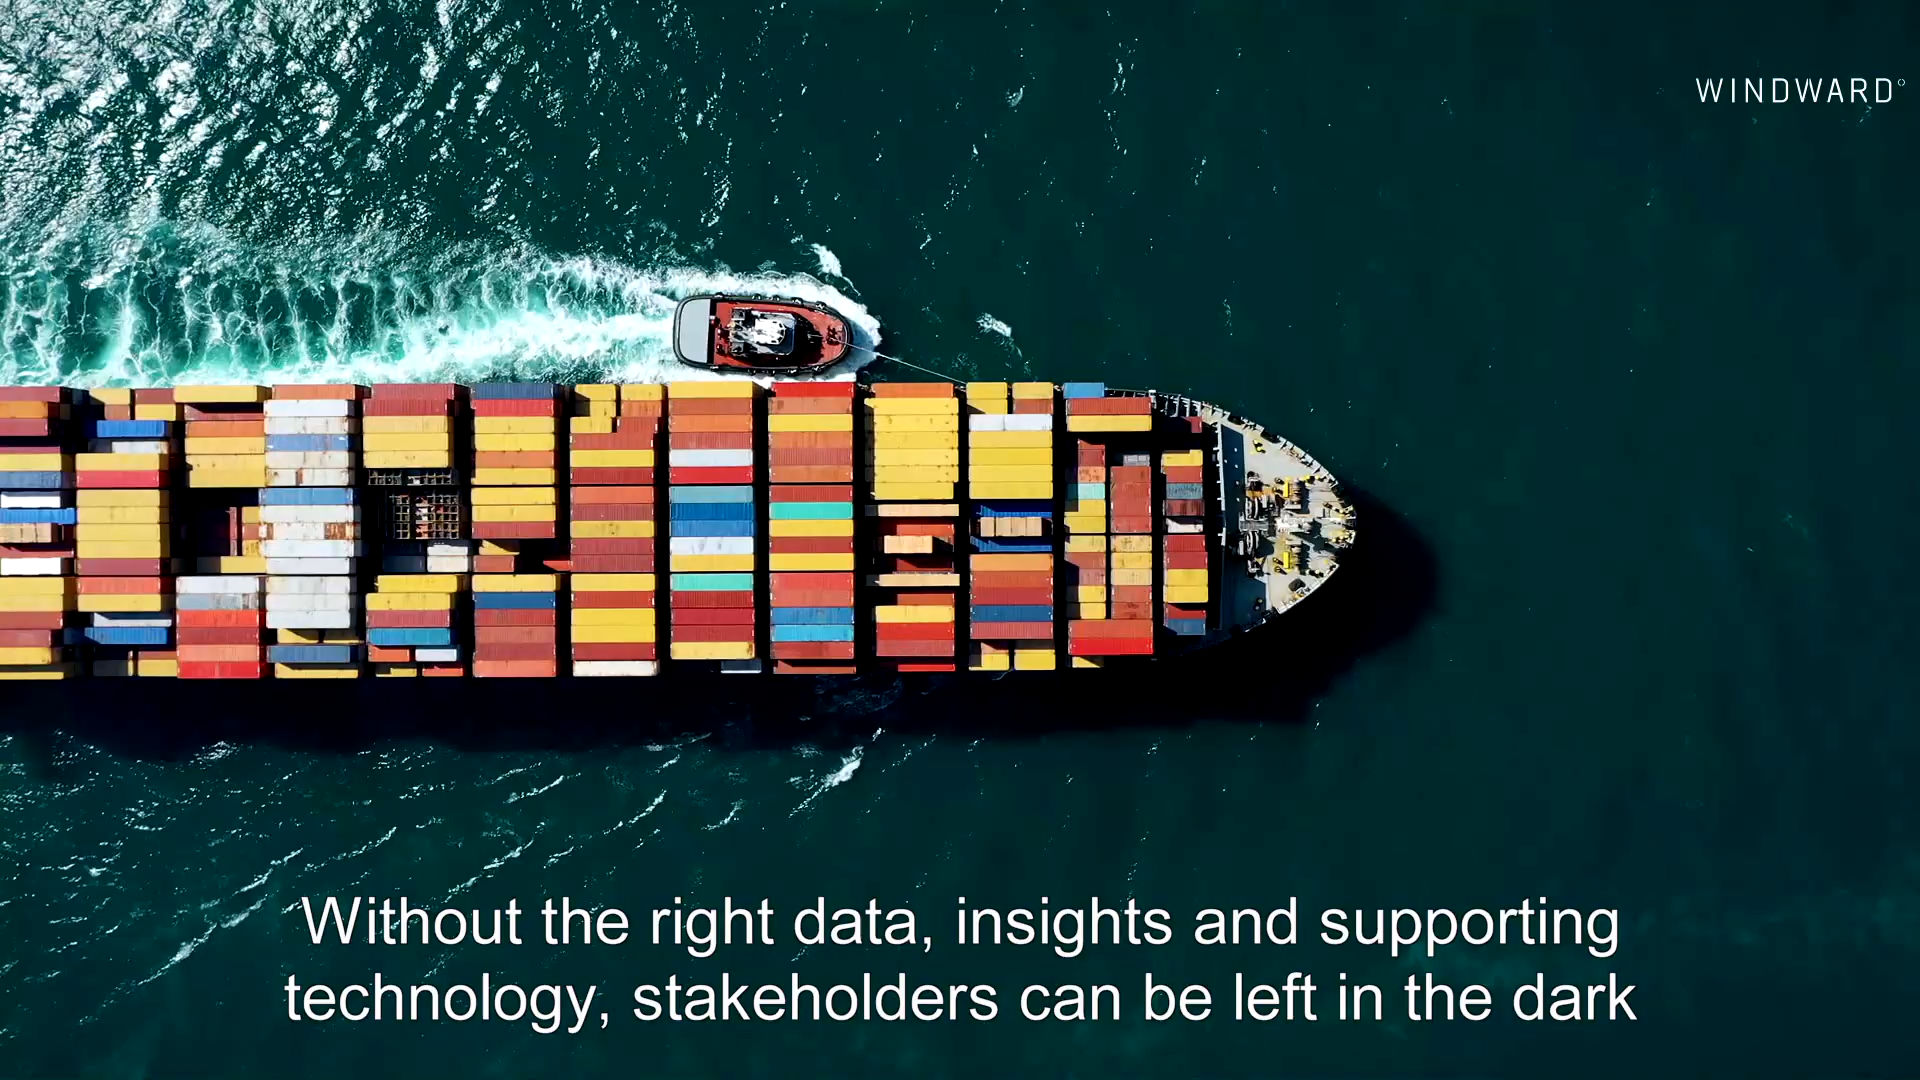 WINDWARD°
Without the right data, insights and supporting
technology, stakeholders can be left in the dark